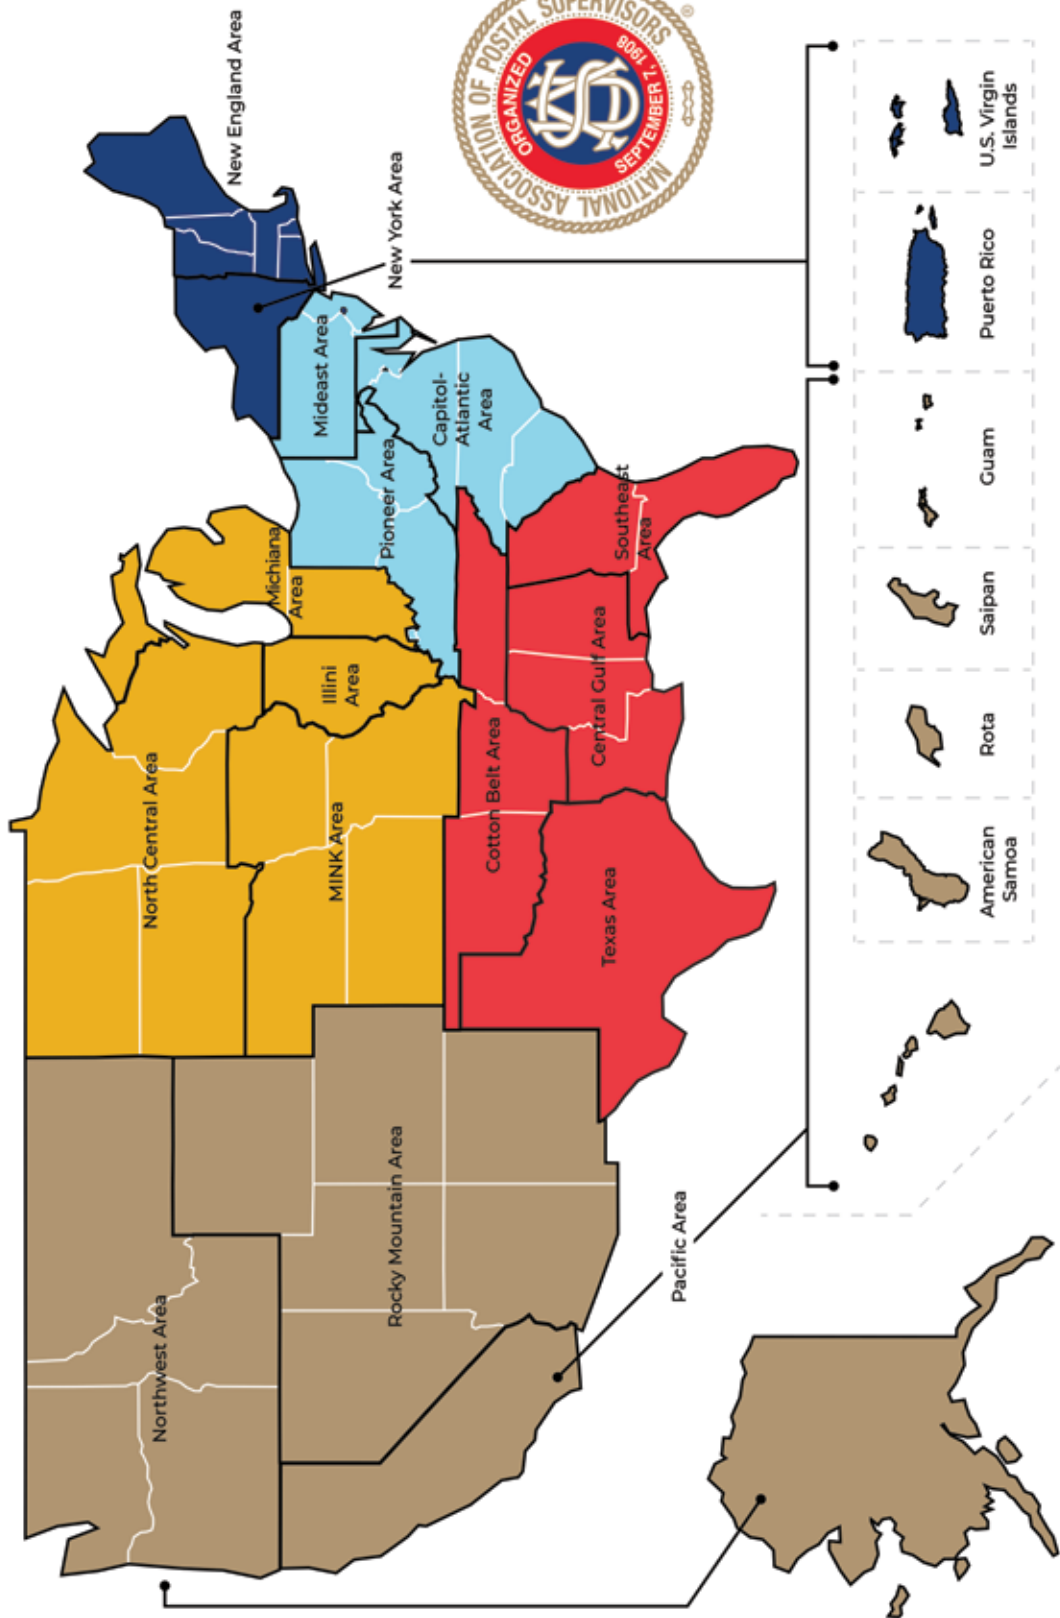 NATIONAL ASSOCIATION OF POSTAL SUPERVISORS
®
ORGANIZED
SEPTEMBER 7, 1908
New England Area
New York Area
Mideast Area
Capitol-
Atlantic
Area
Pioneer Area
Michiana
Area
Illini
Area
North Central Area
MINK Area
Southeast
Area
Central Gulf Area
Cotton Belt Area
Texas Area
Northwest Area
Rocky Mountain Area
Pacific Area
American
Samoa
Rota
Saipan
Guam
Puerto Rico
U.S. Virgin
Islands